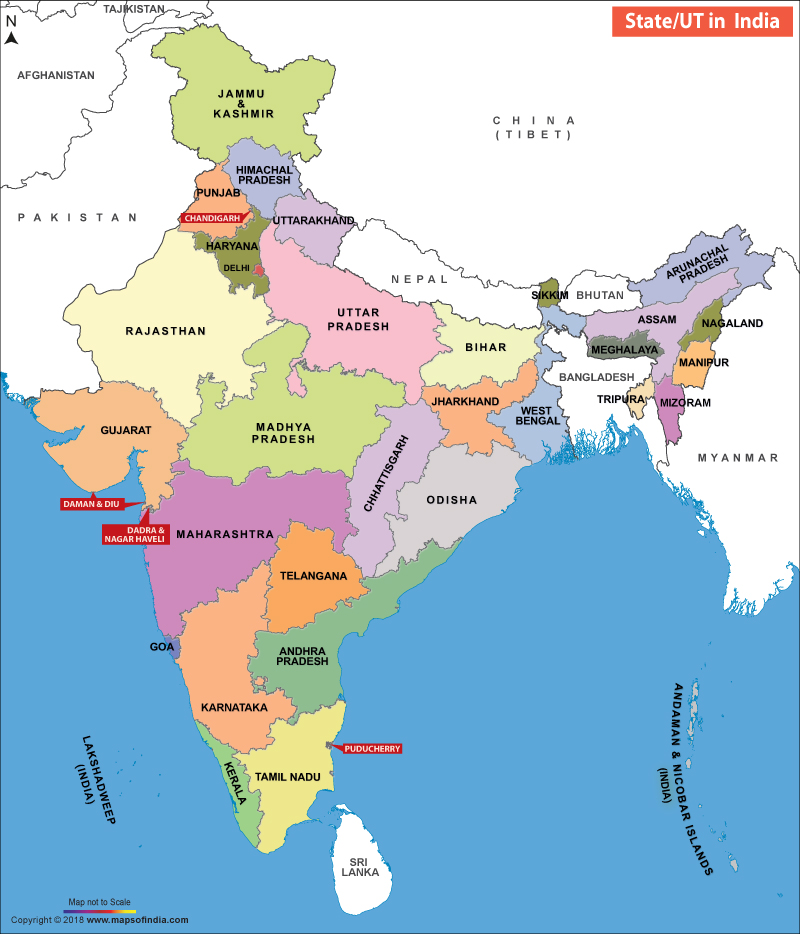 TAJIKISTAN
State/UT in India
N
AFGHANISTAN
JAMMU
&
KASHMIR
CHINA
(TIBET)
HIMACHAL
PRADESH
PUNJAB
CHANDIGARH
UTTARAKHAND
PAKISTAN
HARYANA
DELHI
NEPAL
ARUNACHAL
PRADESH
SIKKIM
BHUTAN
RAJASTHAN
UTTAR
PRADESH
ASSAM
NAGALAND
BIHAR
MEGHALAYA
MANIPUR
BANGLADESH
JHARKHAND
TRIPURA
MIZORAM
GUJARAT
MADHYA
PRADESH
WEST
BENGAL
MYANMAR
CHHATTISGARH
ODISHA
DAMAN & DIU
DADRA &
NAGAR HAVELI
MAHARASHTRA
TELANGANA
GOA
ANDHRA
PRADESH
KARNATAKA
PUDUCHERRY
LAKSHADWEEP
(INDIA)
KERALA
TAMIL NADU
ANDAMAN & NICOBAR ISLANDS
(INDIA)
SRI
LANKA
Map not to Scale
Copyright © 2018 www.mapsofindia.com